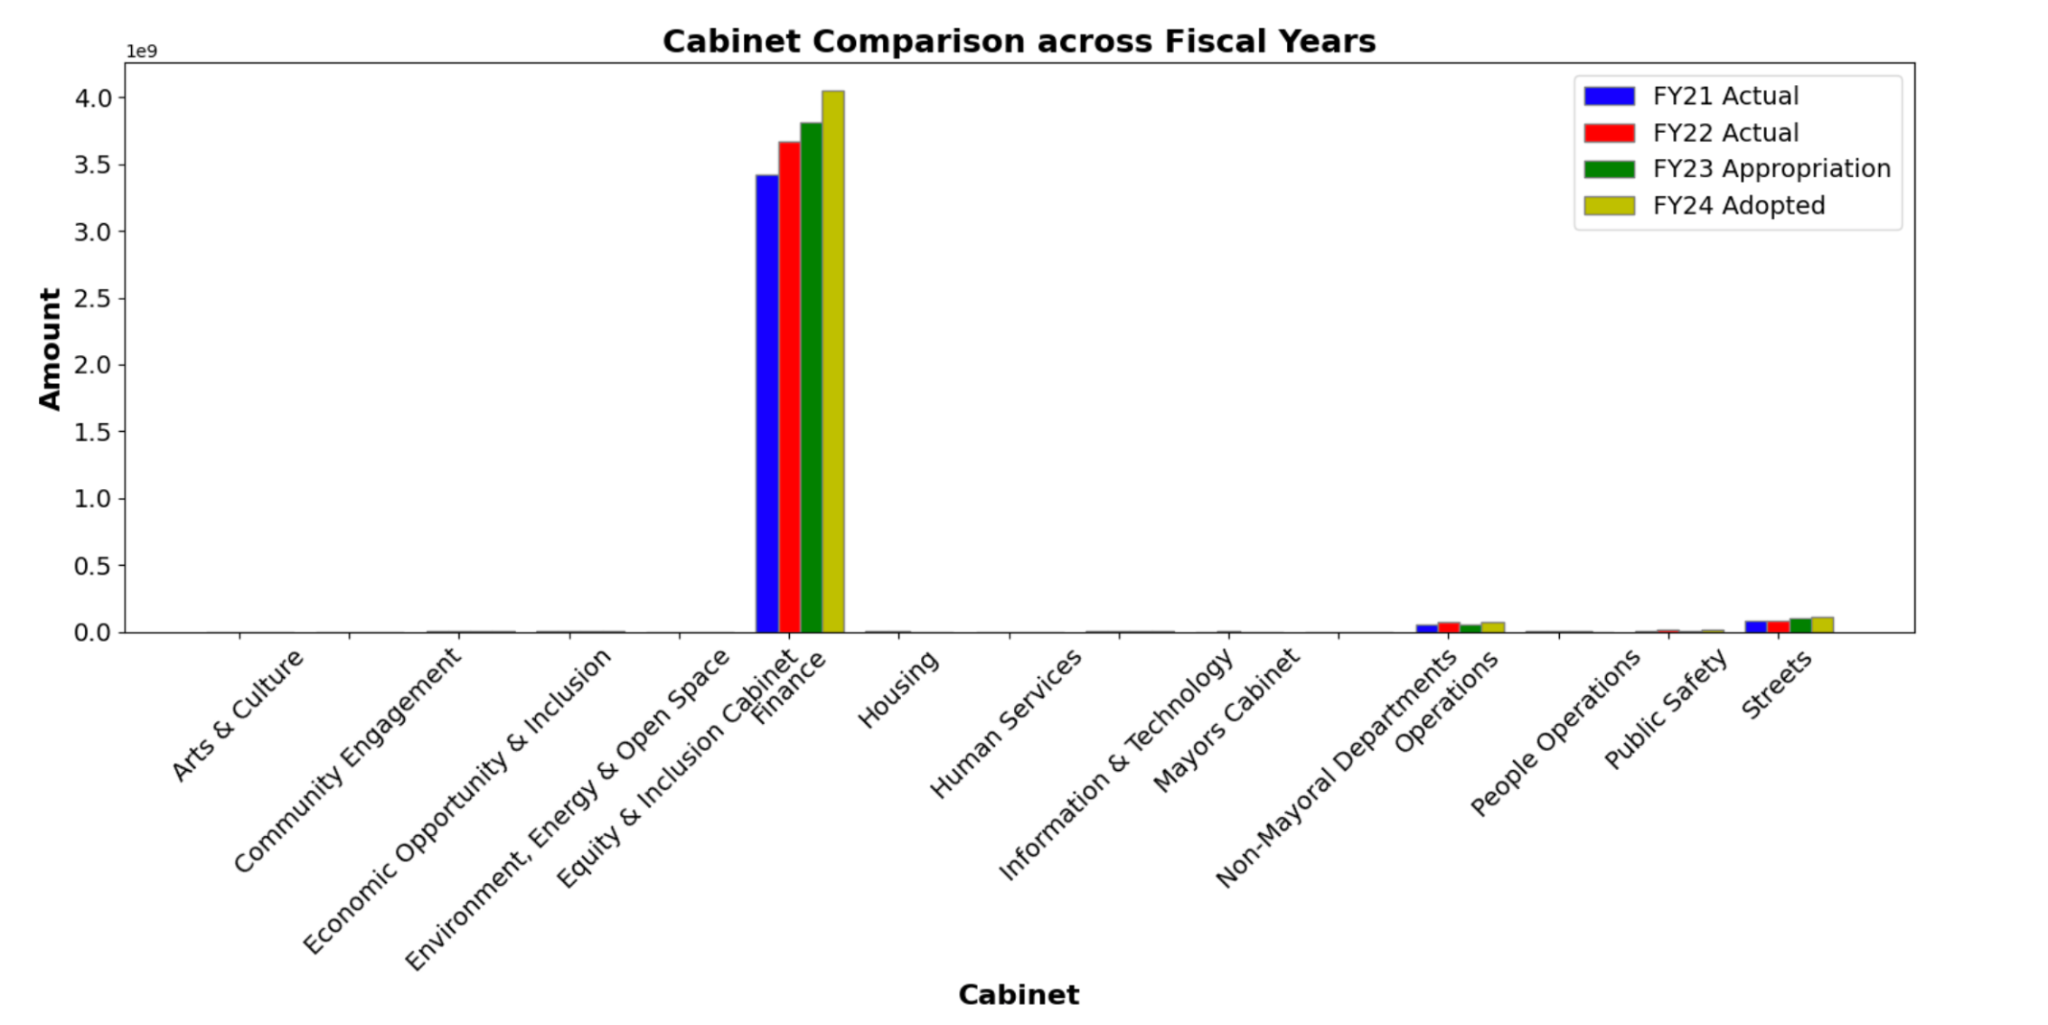 Cabinet Comparison across Fiscal Years
1e9
4.0
3.5
3.0
2.5
2.0
1.5
1.0
0.5
0.0
Amount
FY21 Actual
FY22 Actual
FY23 Appropriation
FY24 Adopted
Arts & Culture
Community Engagement
Economic Opportunity & Inclusion
Environment, Energy & Open Space
Equity & Inclusion Cabinet
Finance
Housing
Human Services
Information & Technology
Mayors Cabinet
Non-Mayoral Departments
Operations
People Operations
Public Safety
Streets
Cabinet